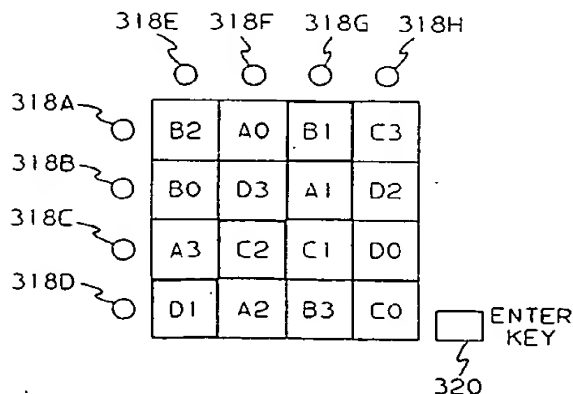 318E 318F 318G 318H
318A B2 A0 B1 C3
318B B0 D3 A1 D2
318C A3 C2 C1 D0
318D D1 A2 B3 C0
ENTER
KEY
320